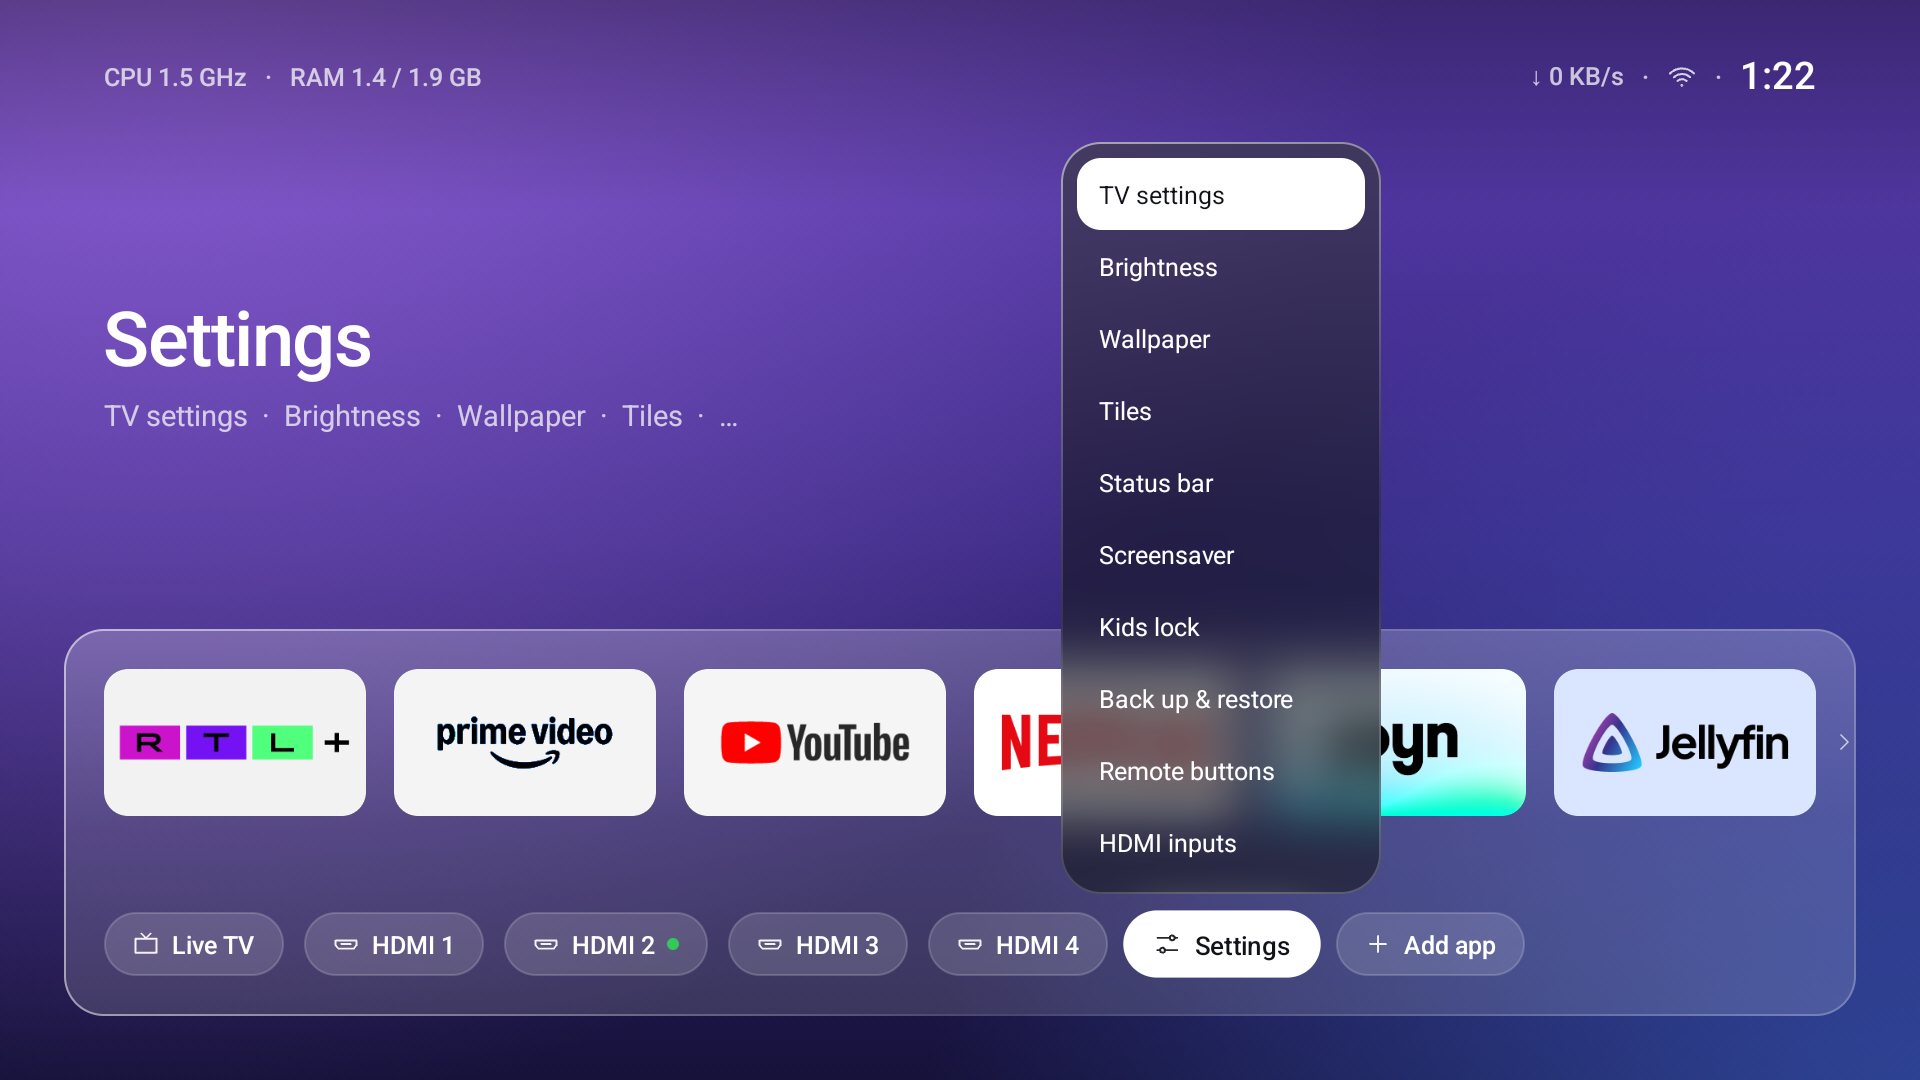 CPU 1.5 GHz · RAM 1.4 / 1.9 GB
↓ 0 KB/s · · 1:22
Settings
TV settings · Brightness · Wallpaper · Tiles · ...
TV settings
Brightness
Wallpaper
Tiles
Status bar
Screensaver
Kids lock
Back up & restore
Remote buttons
HDMI inputs
R T L +
prime video
YouTube
NE
yn
Jellyfin
Live TV
HDMI 1
HDMI 2
HDMI 3
HDMI 4
Settings
+ Add app